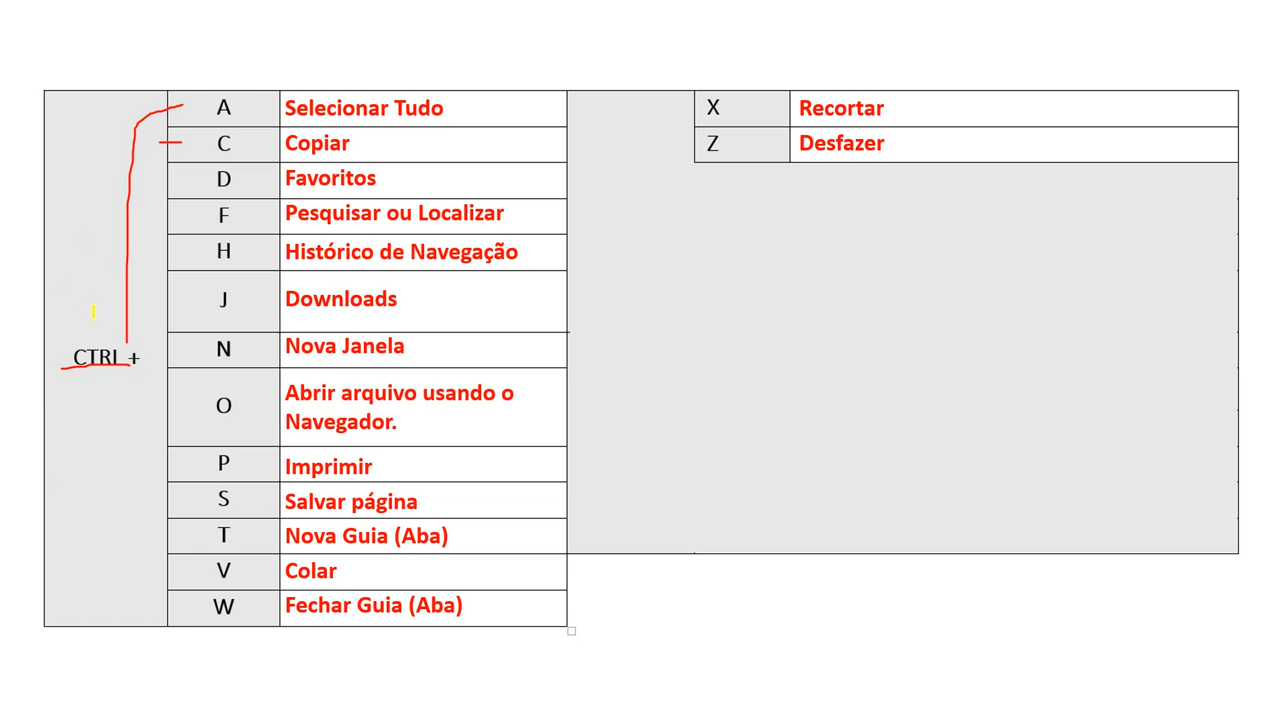 A Selecionar Tudo
C Copiar
D Favoritos
F Pesquisar ou Localizar
H Histórico de Navegação
J Downloads
N Nova Janela
CTRL +
O Abrir arquivo usando o
Navegador.
P Imprimir
S Salvar página
T Nova Guia (Aba)
V Colar
W Fechar Guia (Aba)
X Recortar
Z Desfazer